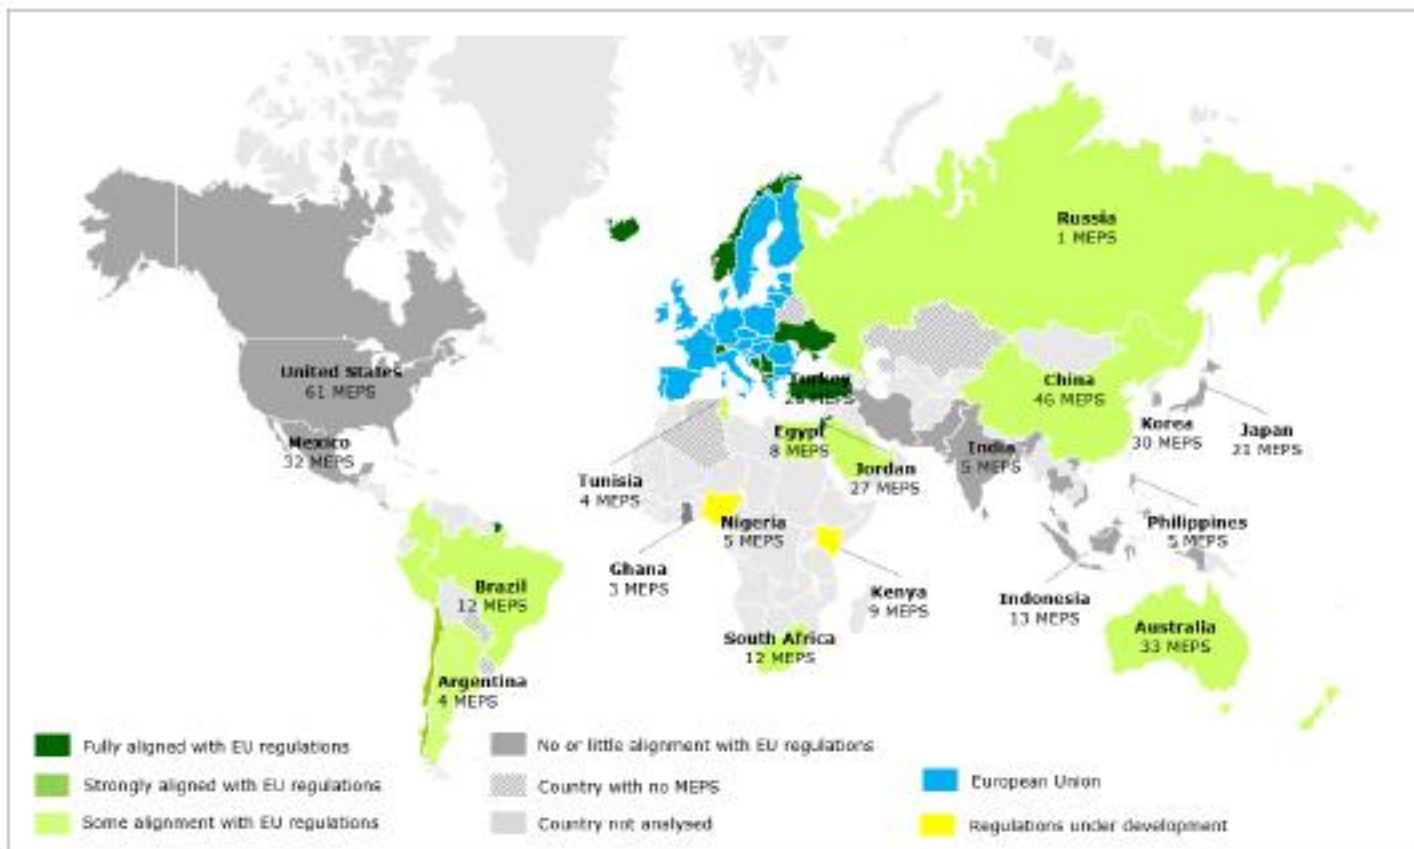 Russia
1 MEPS
United States
61 MEPS
Turkey
MEPS
China
46 MEPS
Mexico
32 MEPS
Egypt
8 MEPS
India
5 MEPS
Korea
30 MEPS
Japan
21 MEPS
Jordan
27 MEPS
Tunisia
4 MEPS
Nigeria
5 MEPS
Philippines
5 MEPS
Ghana
3 MEPS
Brazil
12 MEPS
Kenya
9 MEPS
Indonesia
13 MEPS
South Africa
12 MEPS
Australia
33 MEPS
Argentina
4 MEPS
Fully aligned with EU regulations
Strongly aligned with EU regulations
Some alignment with EU regulations
No or little alignment with EU regulations
Country with no MEPS
Country not analysed
European Union
Regulations under development